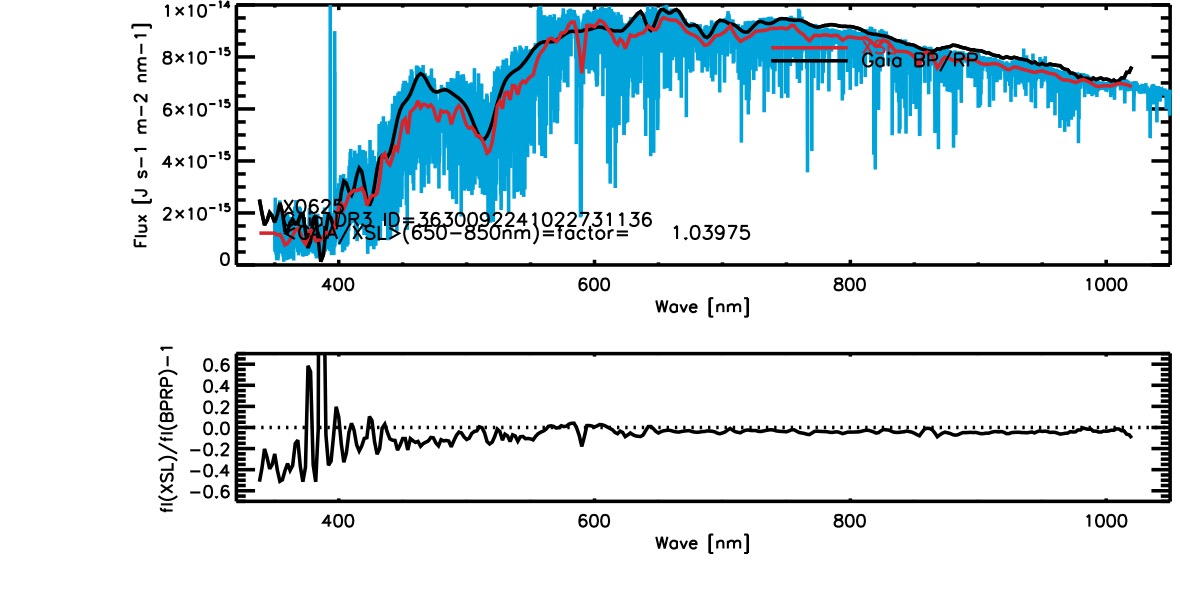 1×10⁻¹⁴
8×10⁻¹⁵
6×10⁻¹⁵
4×10⁻¹⁵
2×10⁻¹⁵
0
Flux [J s−1 m−2 nm−1]
Gaia BP/RP
X0625
DR3 ID=3630092241022731136
<GAIA/XSL>(650−850nm)=factor= 1.03975
400 600 800 1000
Wave [nm]
fl(XSL)/fl(BPRP)−1
0.6
0.4
0.2
0.0
−0.2
−0.4
−0.6
400 600 800 1000
Wave [nm]